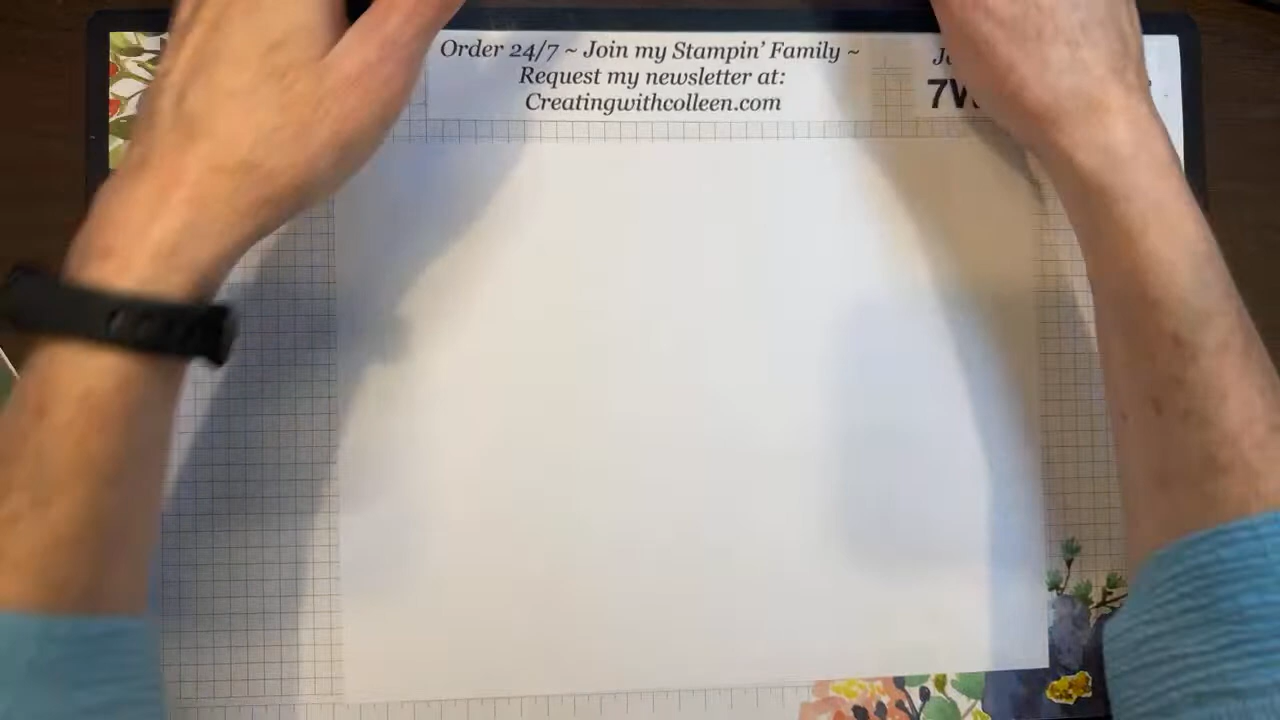 Order 24/7 ~ Join my Stampin' Family ~
Request my newsletter at:
Creatingwithcolleen.com